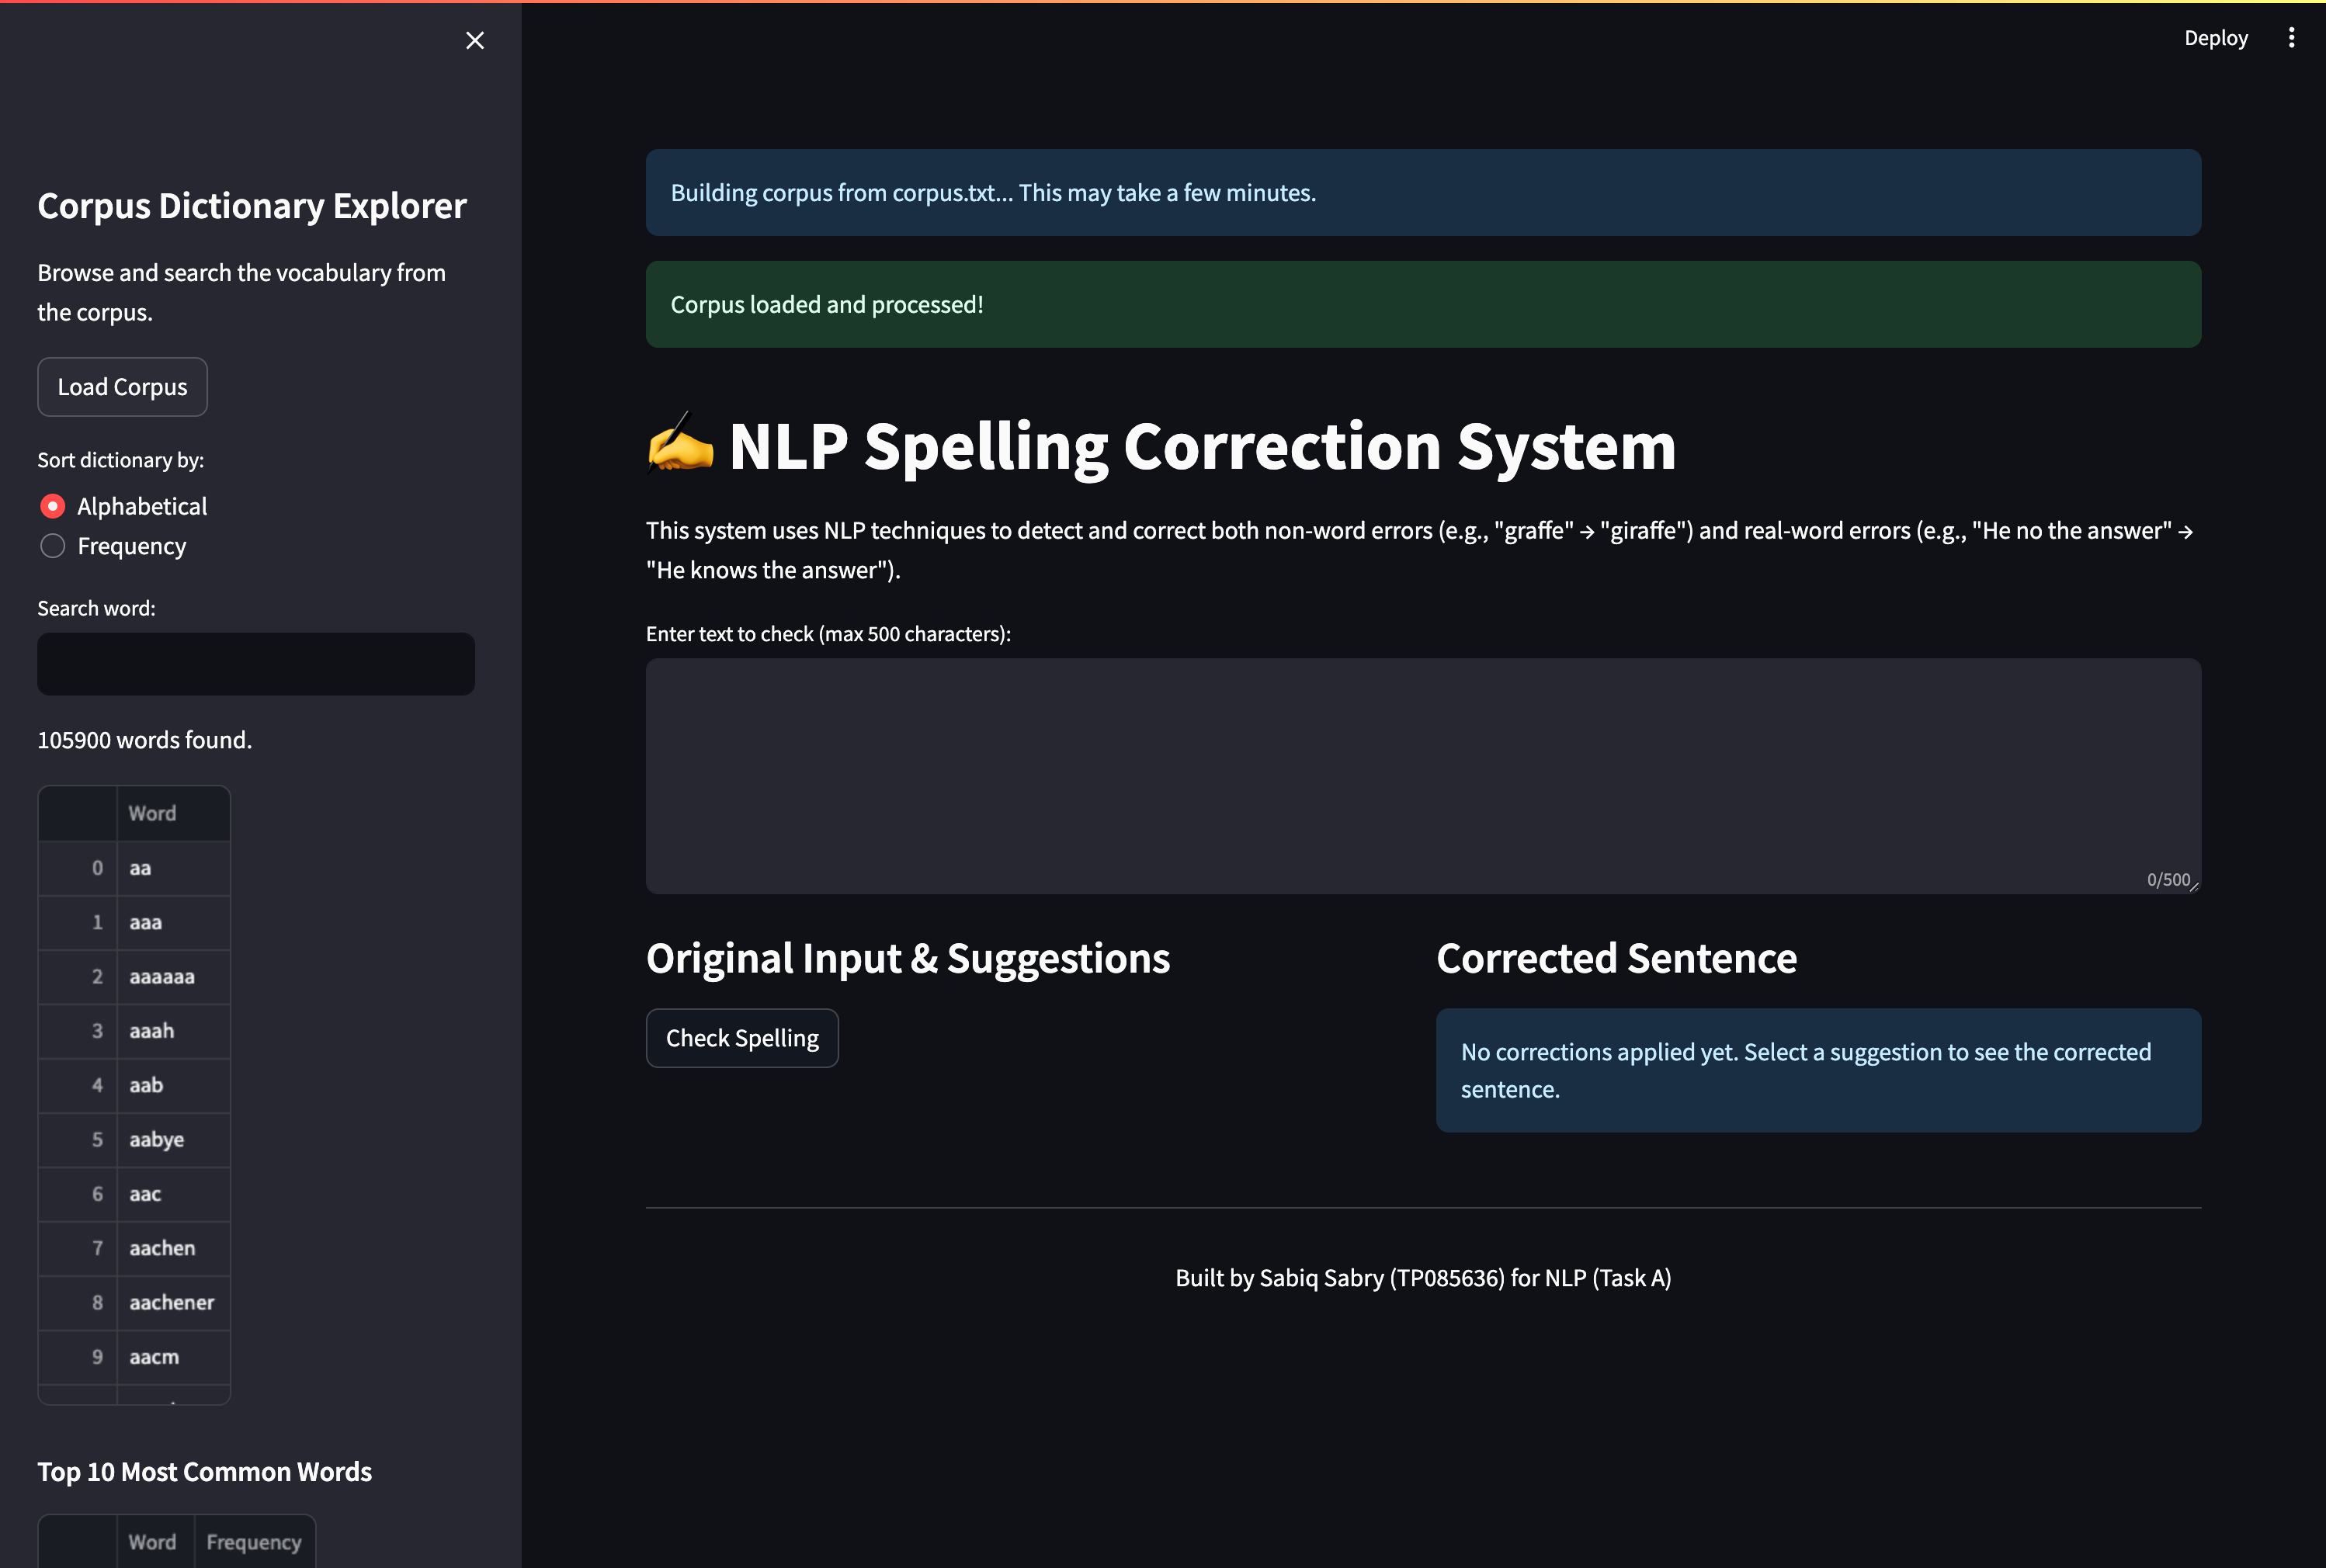 Deploy
Corpus Dictionary Explorer
Browse and search the vocabulary from
the corpus.
Load Corpus
Sort dictionary by:
Alphabetical
Frequency
Search word:
105900 words found.
Word
0 aa
1 aaa
2 aaaaaa
3 aaah
4 aab
5 aabye
6 aac
7 aachen
8 aachener
9 aacm
Top 10 Most Common Words
Word Frequency
Building corpus from corpus.txt... This may take a few minutes.
Corpus loaded and processed!
✍️ NLP Spelling Correction System
This system uses NLP techniques to detect and correct both non-word errors (e.g., "graffe" → "giraffe") and real-word errors (e.g., "He no the answer" →
"He knows the answer").
Enter text to check (max 500 characters):
0/500
Original Input & Suggestions
Check Spelling
Corrected Sentence
No corrections applied yet. Select a suggestion to see the corrected
sentence.
Built by Sabiq Sabry (TP085636) for NLP (Task A)